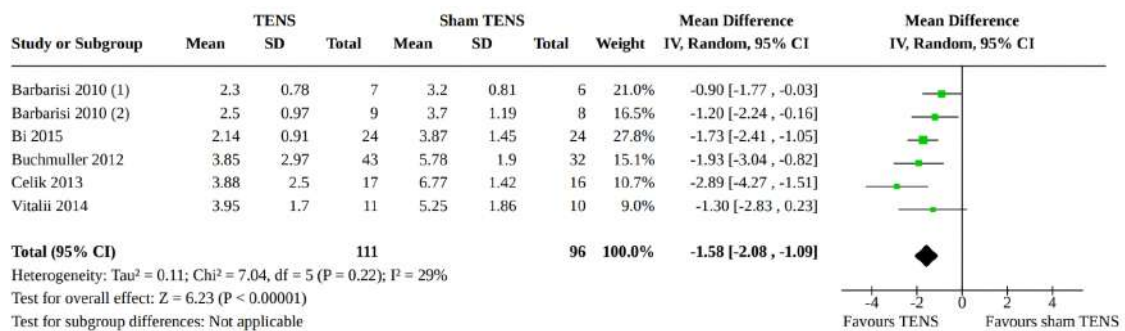 TENS Sham TENS Mean Difference Mean Difference
Study or Subgroup Mean SD Total Mean SD Total Weight IV, Random, 95% CI IV, Random, 95% CI
Barbarisi 2010 (1) 2.3 0.78 7 3.2 0.81 6 21.0% -0.90 [-1.77 , -0.03]
Barbarisi 2010 (2) 2.5 0.97 9 3.7 1.19 8 16.5% -1.20 [-2.24 , -0.16]
Bi 2015 2.14 0.91 24 3.87 1.45 24 27.8% -1.73 [-2.41 , -1.05]
Buchmuller 2012 3.85 2.97 43 5.78 1.9 32 15.1% -1.93 [-3.04 , -0.82]
Celik 2013 3.88 2.5 17 6.77 1.42 16 10.7% -2.89 [-4.27 , -1.51]
Vitalii 2014 3.95 1.7 11 5.25 1.86 10 9.0% -1.30 [-2.83 , 0.23]
Total (95% CI) 111 96 100.0% -1.58 [-2.08 , -1.09]
Heterogeneity: Tau² = 0.11; Chi² = 7.04, df = 5 (P = 0.22); I² = 29%
Test for overall effect: Z = 6.23 (P < 0.00001)
-4 -2 0 2 4
Test for subgroup differences: Not applicable Favours TENS Favours sham TENS